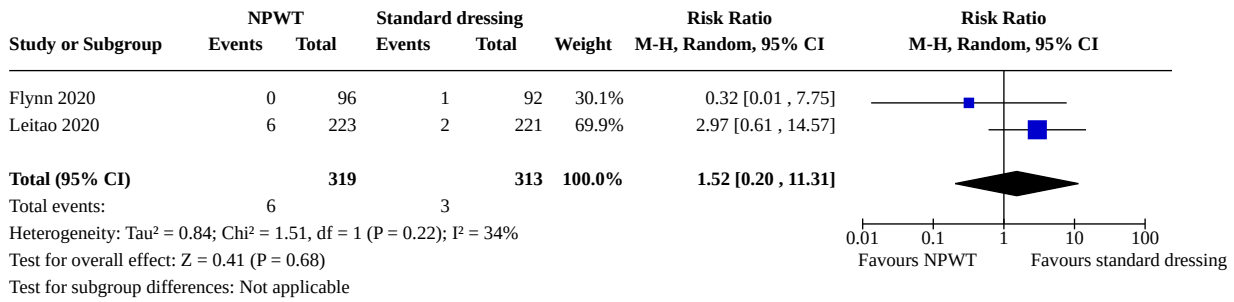 NPWT Standard dressing Risk Ratio Risk Ratio
Study or Subgroup Events Total Events Total Weight M-H, Random, 95% CI M-H, Random, 95% CI
Flynn 2020 0 96 1 92 30.1% 0.32 [0.01 , 7.75]
Leitao 2020 6 223 2 221 69.9% 2.97 [0.61 , 14.57]
Total (95% CI) 319 313 100.0% 1.52 [0.20 , 11.31]
Total events: 6 3
Heterogeneity: Tau² = 0.84; Chi² = 1.51, df = 1 (P = 0.22); I² = 34%
Test for overall effect: Z = 0.41 (P = 0.68)
Test for subgroup differences: Not applicable
0.01 0.1 1 10 100
Favours NPWT Favours standard dressing